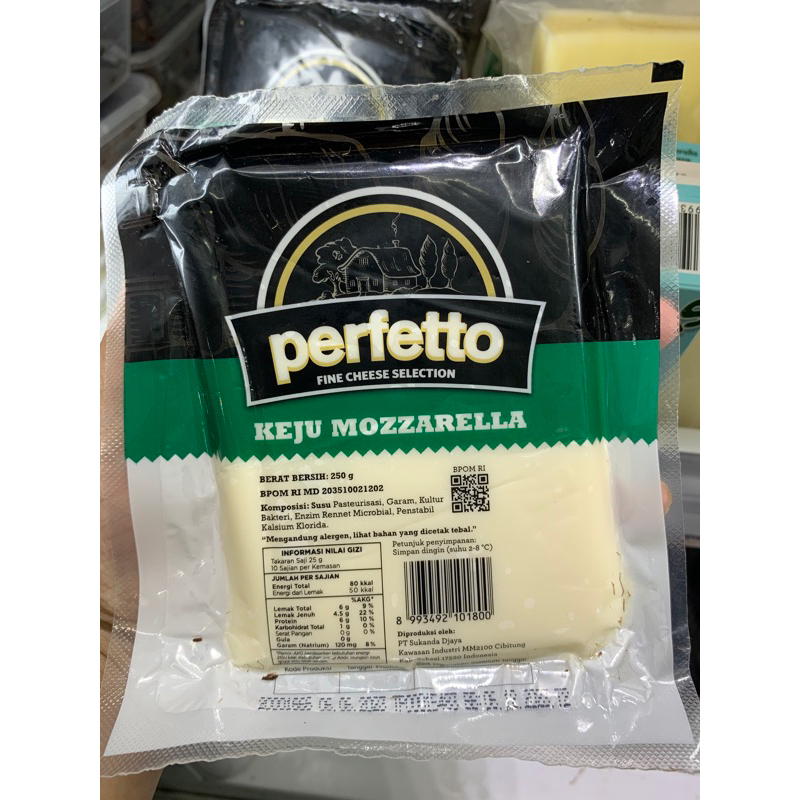 perfetto
FINE CHEESE SELECTION
KEJU MOZZARELLA
BERAT BERSIH: 250 g
BPOM RI MD 203510021202
Komposisi: Susu Pasteurisasi, Garam, Kultur
Bakteri, Enzim Rennet Microbial, Penstabil
Kalsium Klorida.
"Mengandung alergen, lihat bahan yang dicetak tebal."
BPOM RI
INFORMASI NILAI GIZI
Takaran Saji 25 g
10 Sajian per Kemasan
JUMLAH PER SAJIAN
Energi Total 80 kkal
Energi dari Lemak 50 kkal
%AKG*
Lemak Total 6 g 9 %
Lemak Jenuh 4.5 g 22 %
Protein 6 g 10 %
Karbohidrat Total 1 g 0 %
Serat Pangan 0g 0 %
Gula 0g
Garam (Natrium) 120 mg 8%
Petunjuk penyimpanan:
Simpan dingin (suhu 2-8 °C)
8 993492 101800
Diproduksi oleh:
PT Sukanda Djaya
Kawasan Industri MM2100 Cibitung
Bekasi 17520 Indonesia
Kode Produksi